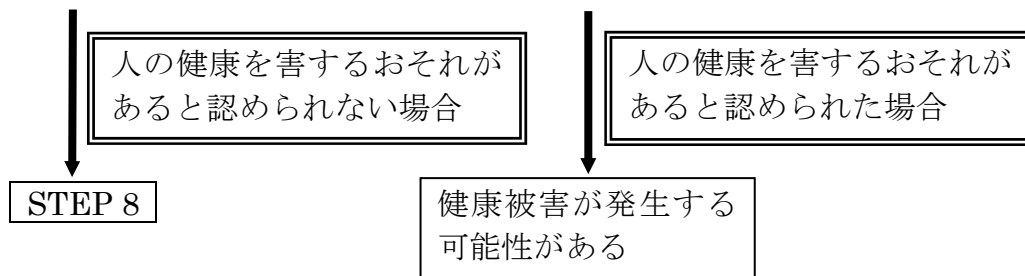 人の健康を害するおそれが
あると認められない場合
人の健康を害するおそれが
あると認められた場合
STEP 8
健康被害が発生する
可能性がある